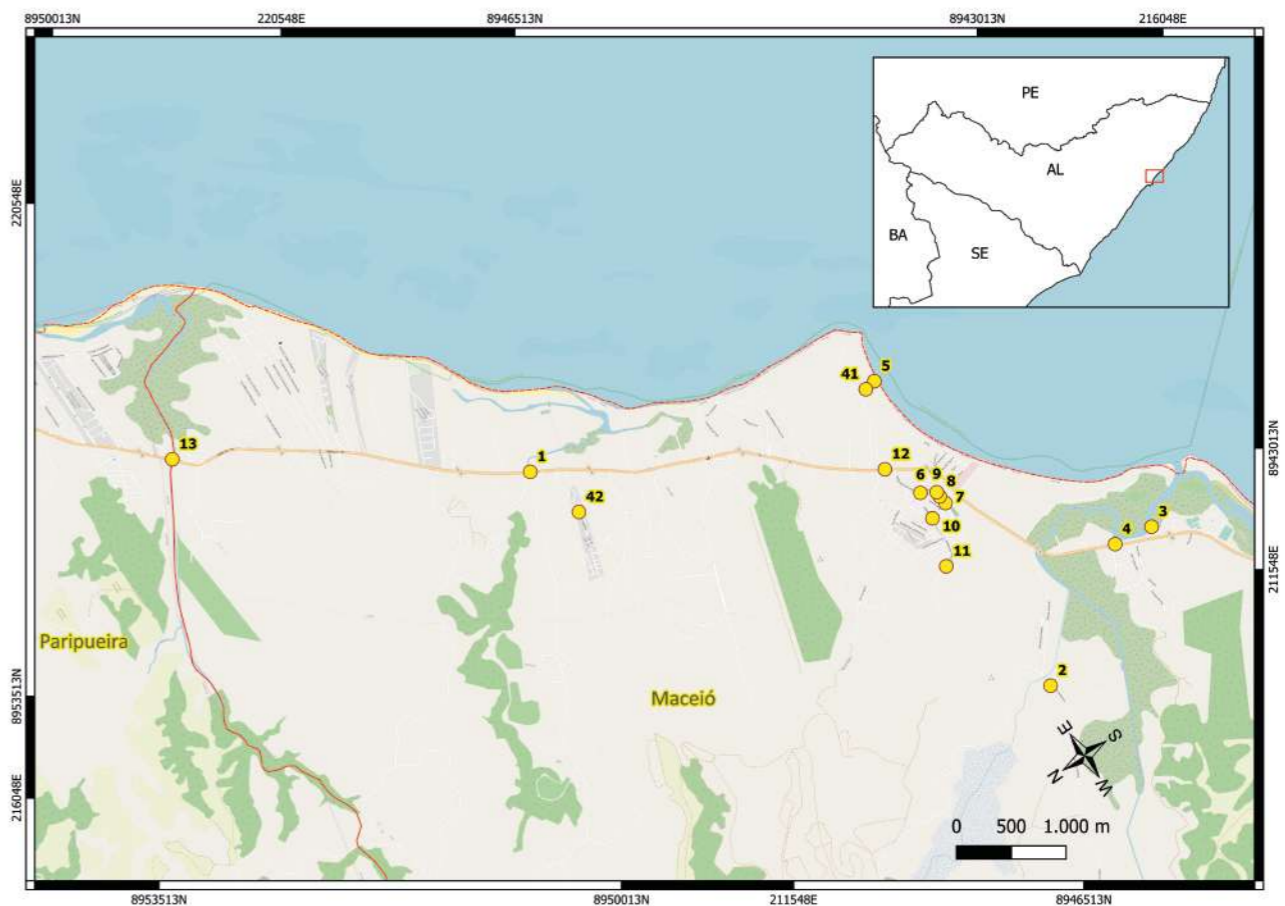 8950013N 220548E 8946513N 8943013N 216048E
PE
AL
BA
SE
220548E
5
41
8943013N
13
1
12
6 9 8
7
42
10
3
4
11
211548E
Paripueira
Maceió
2
8953513N
E S
N W
216048E
0 500 1.000 m
8953513N 8950013N 211548E 8946513N